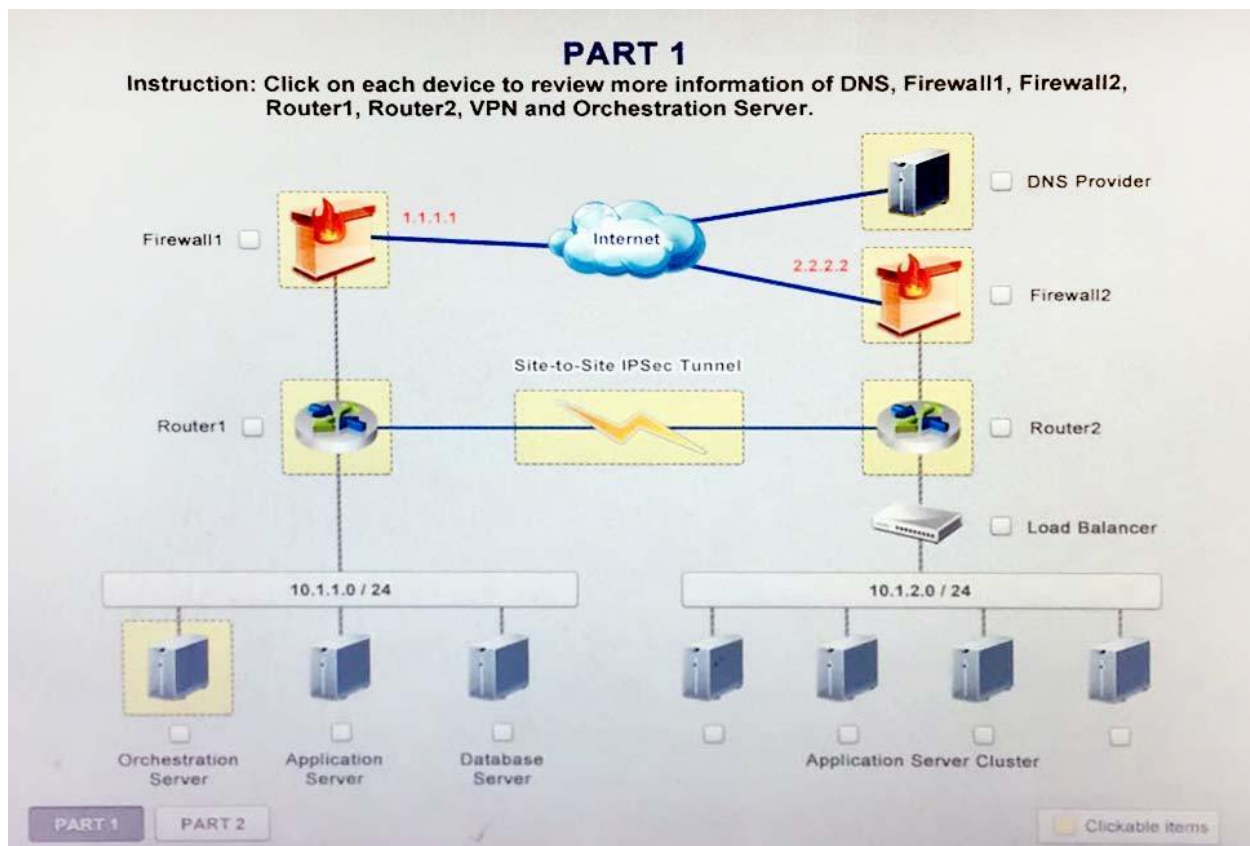 PART 1
Instruction: Click on each device to review more information of DNS, Firewall1, Firewall2,
Router1, Router2, VPN and Orchestration Server.
DNS Provider
Firewall1
1.1.1.1
Internet
2.2.2.2
Firewall2
Site-to-Site IPSec Tunnel
Router1
Router2
Load Balancer
10.1.1.0 / 24
10.1.2.0 / 24
Orchestration
Server
Application
Server
Database
Server
Application Server Cluster
PART 1
PART 2
Clickable items